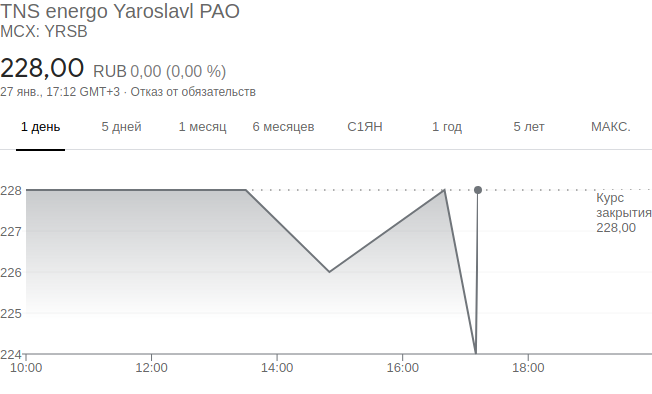 TNS energo Yaroslavl PAO
MCX: YRSB
228,00 RUB 0,00 (0,00 %)
27 янв., 17:12 GMT+3 · Отказ от обязательств
1 день 5 дней 1 месяц 6 месяцев С1ЯН 1 год 5 лет МАКС.
228
Курс
закрытия
228,00
227
226
225
224
10:00 12:00 14:00 16:00 18:00